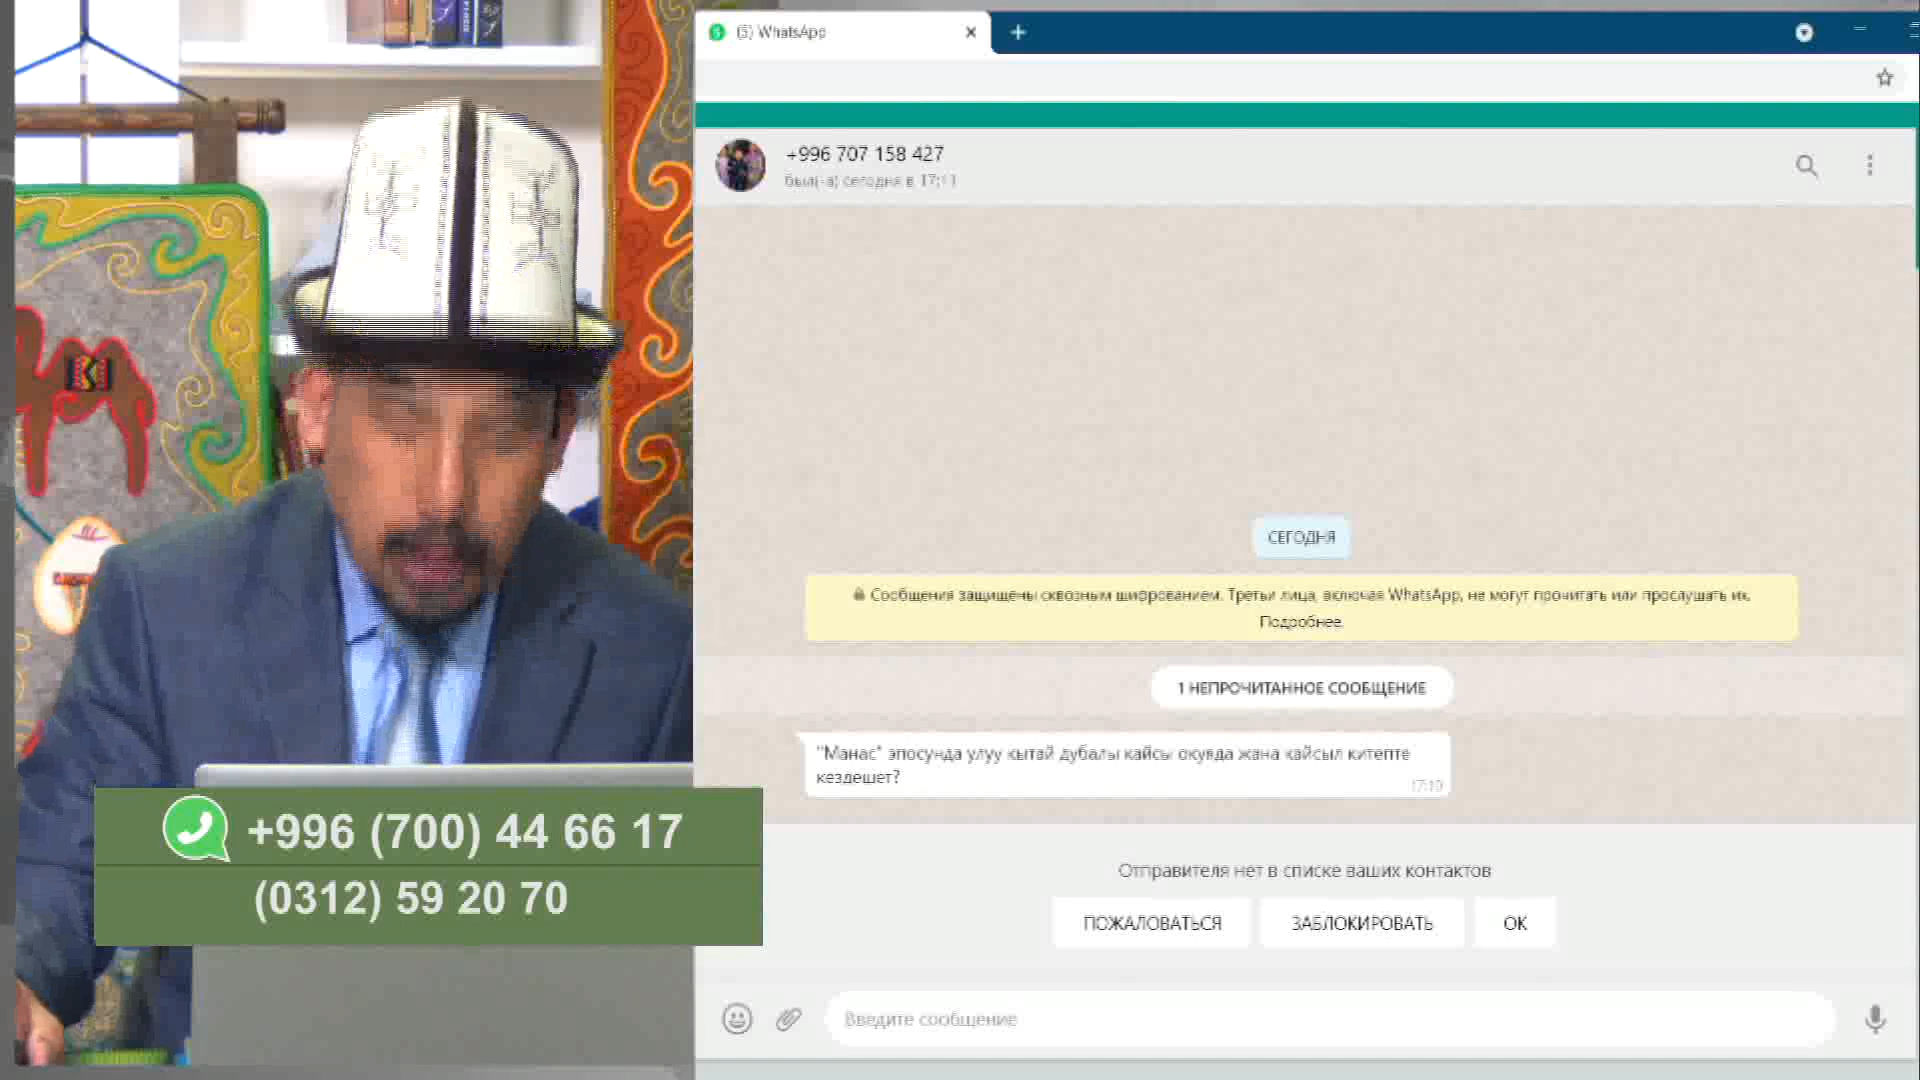 (5) WhatsApp
+996 707 158 427
был(-а) сегодня в 17:11
СЕГОДНЯ
Сообщения защищены сквозным шифрованием. Третьи лица, включая WhatsApp, не могут прочитать или прослушать их.
Подробнее.
1 НЕПРОЧИТАННОЕ СООБЩЕНИЕ
"Манас" эпосунда улуу кытай дубалы кайсы окуяда жана кайсыл китепте
кездешет?
17:10
+996 (700) 44 66 17
(0312) 59 20 70
Отправителя нет в списке ваших контактов
ПОЖАЛОВАТЬСЯ
ЗАБЛОКИРОВАТЬ
ОК
Введите сообщение